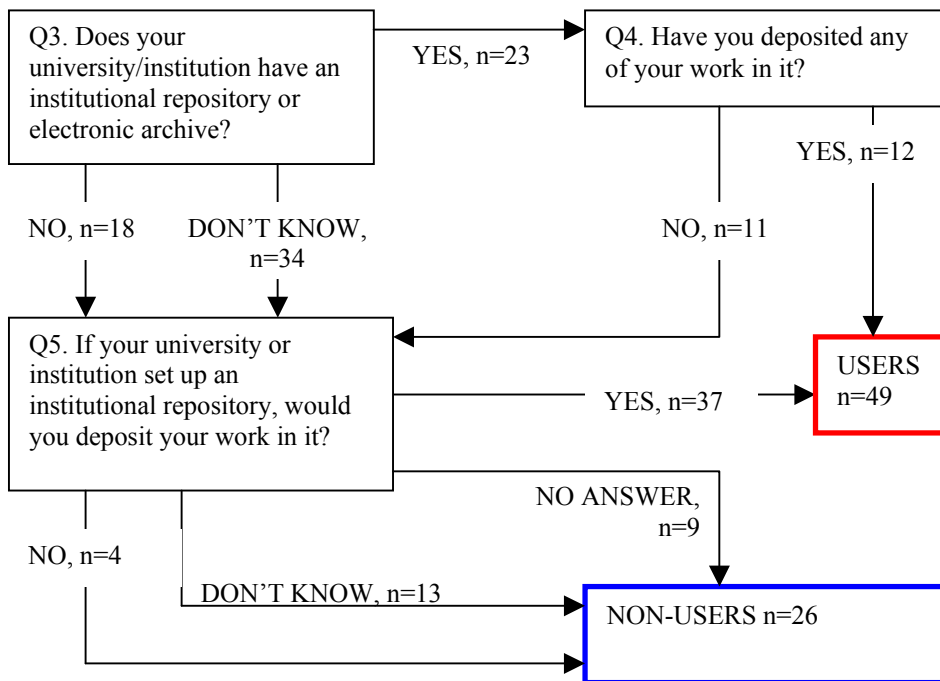 Q3. Does your
university/institution have an
institutional repository or
electronic archive?
YES, n=23
Q4. Have you deposited any
of your work in it?
YES, n=12
NO, n=18
DON’T KNOW,
n=34
NO, n=11
Q5. If your university or
institution set up an
institutional repository, would
you deposit your work in it?
YES, n=37
USERS
n=49
NO ANSWER,
n=9
NO, n=4
DON’T KNOW, n=13
NON-USERS n=26